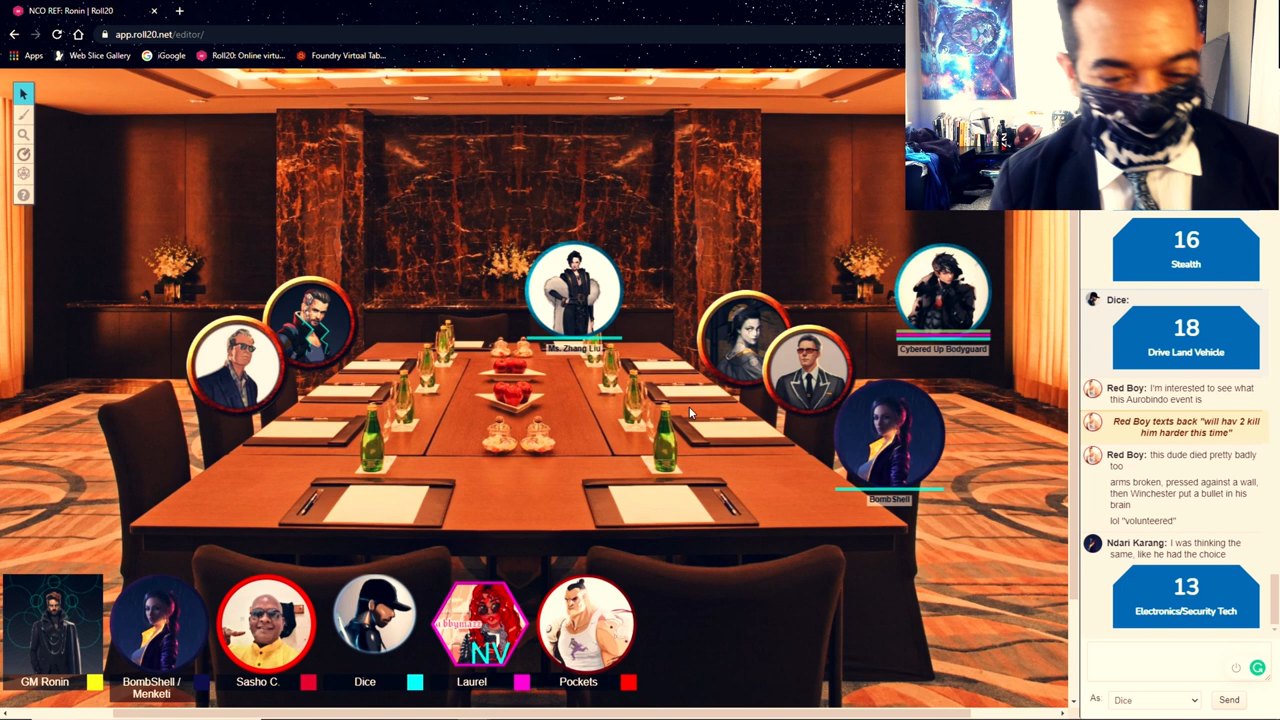 NCO REF: Ronin | Roll20
app.roll20.net/editor/
Apps
Web Slice Gallery
iGoogle
Roll20: Online virtu...
Foundry Virtual Tab...
16
Stealth
Dice:
18
Drive Land Vehicle
Red Boy: I'm interested to see what
this Aurobindo event is
Red Boy texts back "will hav 2 kill
him harder this time"
Red Boy: this dude died pretty badly
too
arms broken, pressed against a wall,
then Winchester put a bullet in his
brain
lol "volunteered"
Ndari Karang: I was thinking the
same, like he had the choice
13
Electronics/Security Tech
As:
Dice
Send
Ms. Zhang Liu
Cybered Up Bodyguard
BombShell
NV
GM Ronin
BombShell /
Menketi
Sasho C.
Dice
Laurel
Pockets